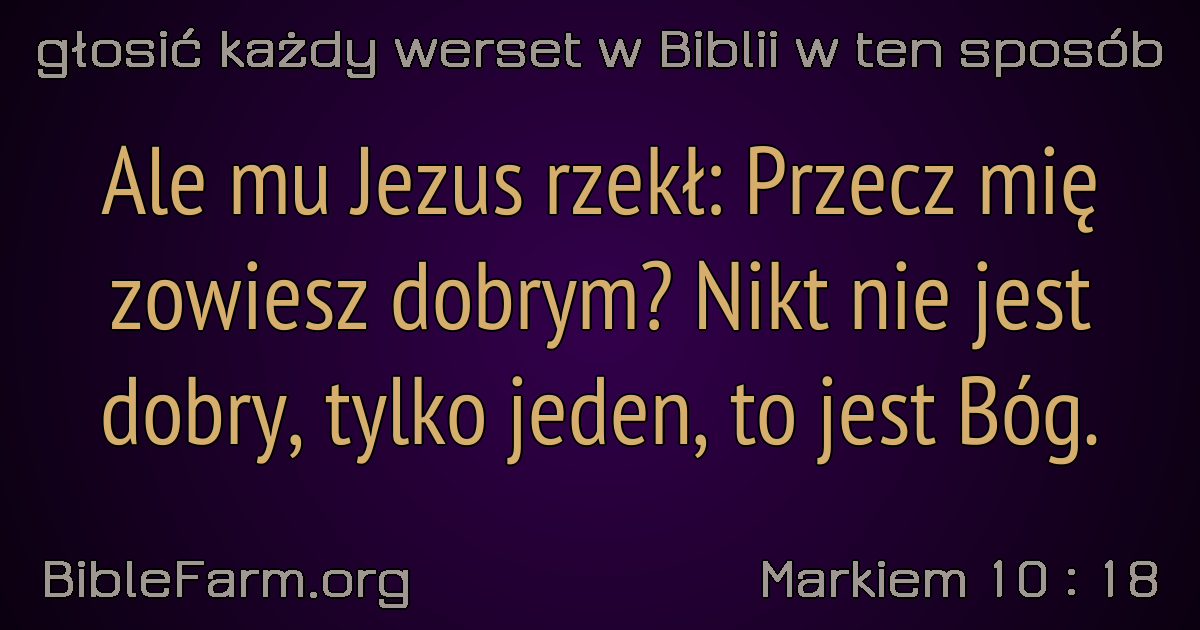 głosić każdy werset w Biblii w ten sposób
Ale mu Jezus rzekł: Przecz mię
zowiesz dobrym? Nikt nie jest
dobry, tylko jeden, to jest Bóg.
BibleFarm.org
Markiem 10 : 18